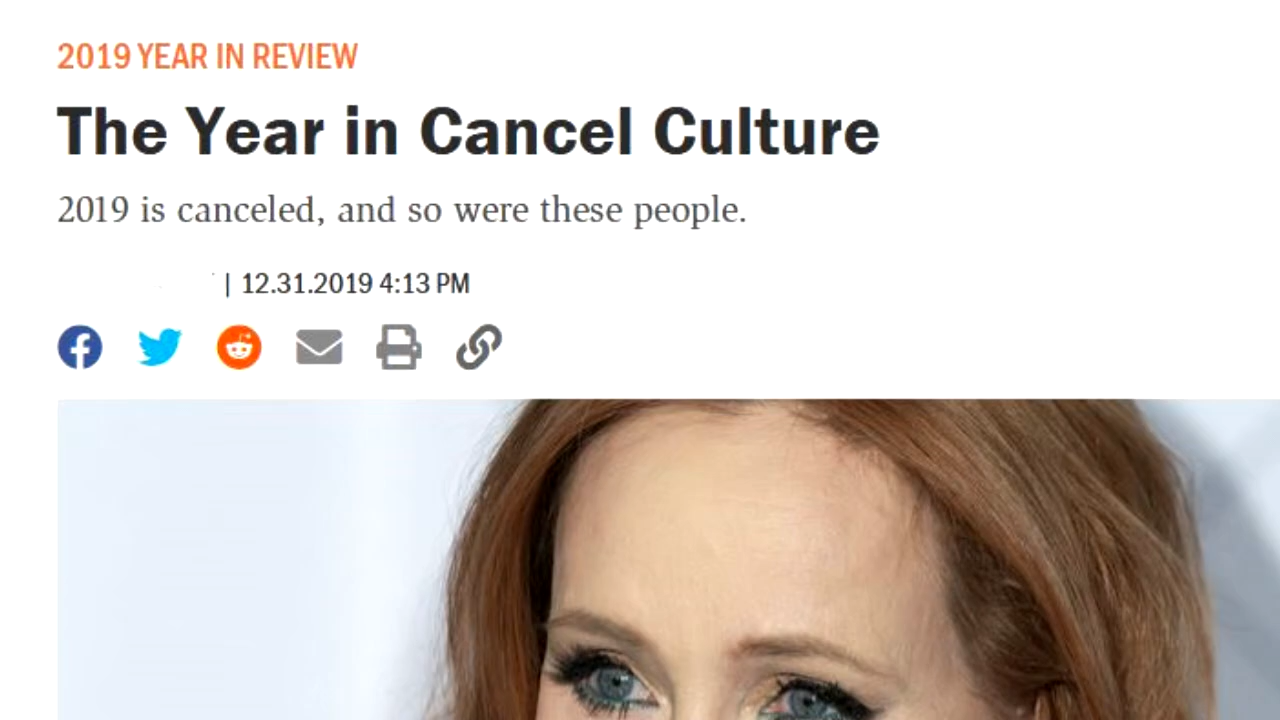 2019 YEAR IN REVIEW
The Year in Cancel Culture
2019 is canceled, and so were these people.
| 12.31.2019 4:13 PM